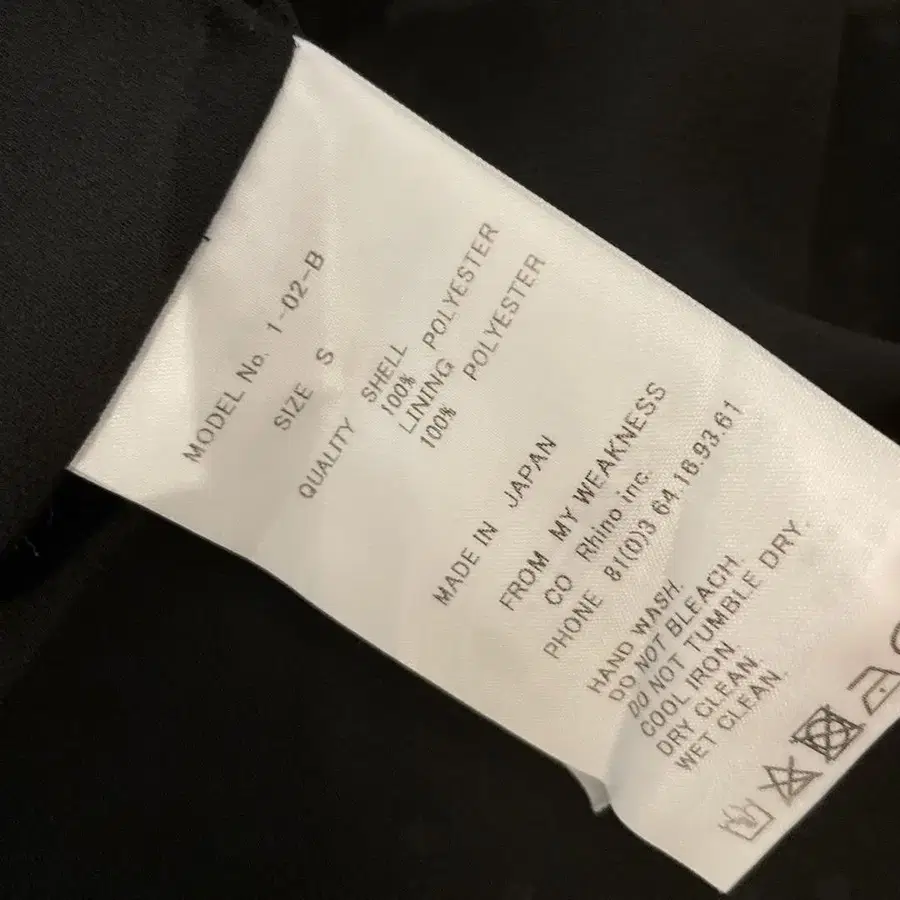 MODEL No. 1-02-B
SIZE S
QUALITY SHELL
100% POLYESTER
LINING
100% POLYESTER
MADE IN JAPAN
FROM MY WEAKNESS
CO Rhino inc.
PHONE 81(0)3 64.16.93.61
HAND WASH.
DO NOT BLEACH.
DO NOT TUMBLE DRY.
COOL IRON
DRY CLEAN.
WET CLEAN.